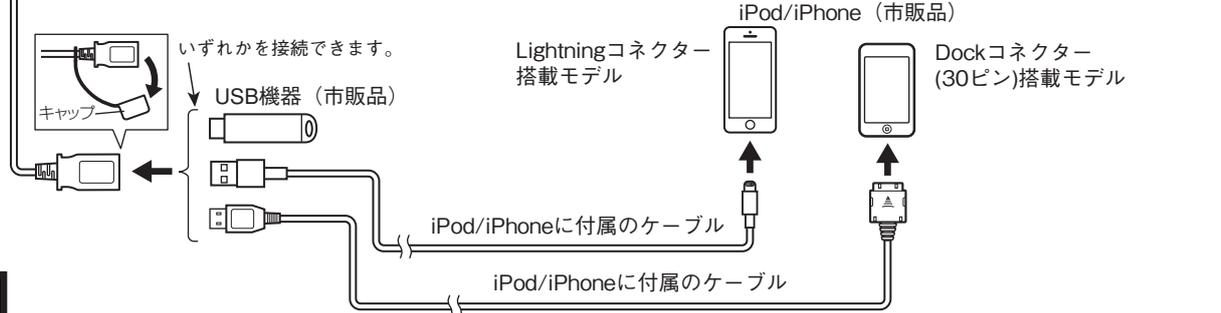 iPod/iPhone（市販品）
いずれかを接続できます。
Lightningコネクター
搭載モデル
Dockコネクター
(30ピン)搭載モデル
キャップ
USB機器（市販品）
iPod/iPhoneに付属のケーブル
iPod/iPhoneに付属のケーブル